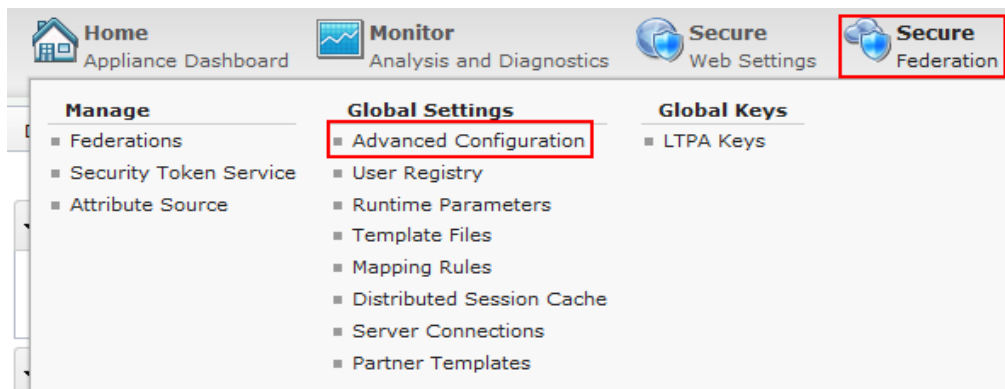 Home
Appliance Dashboard
Monitor
Analysis and Diagnostics
Secure
Web Settings
Secure
Federation
Manage
Federations
Security Token Service
Attribute Source
Global Settings
Advanced Configuration
User Registry
Runtime Parameters
Template Files
Mapping Rules
Distributed Session Cache
Server Connections
Partner Templates
Global Keys
LTPA Keys